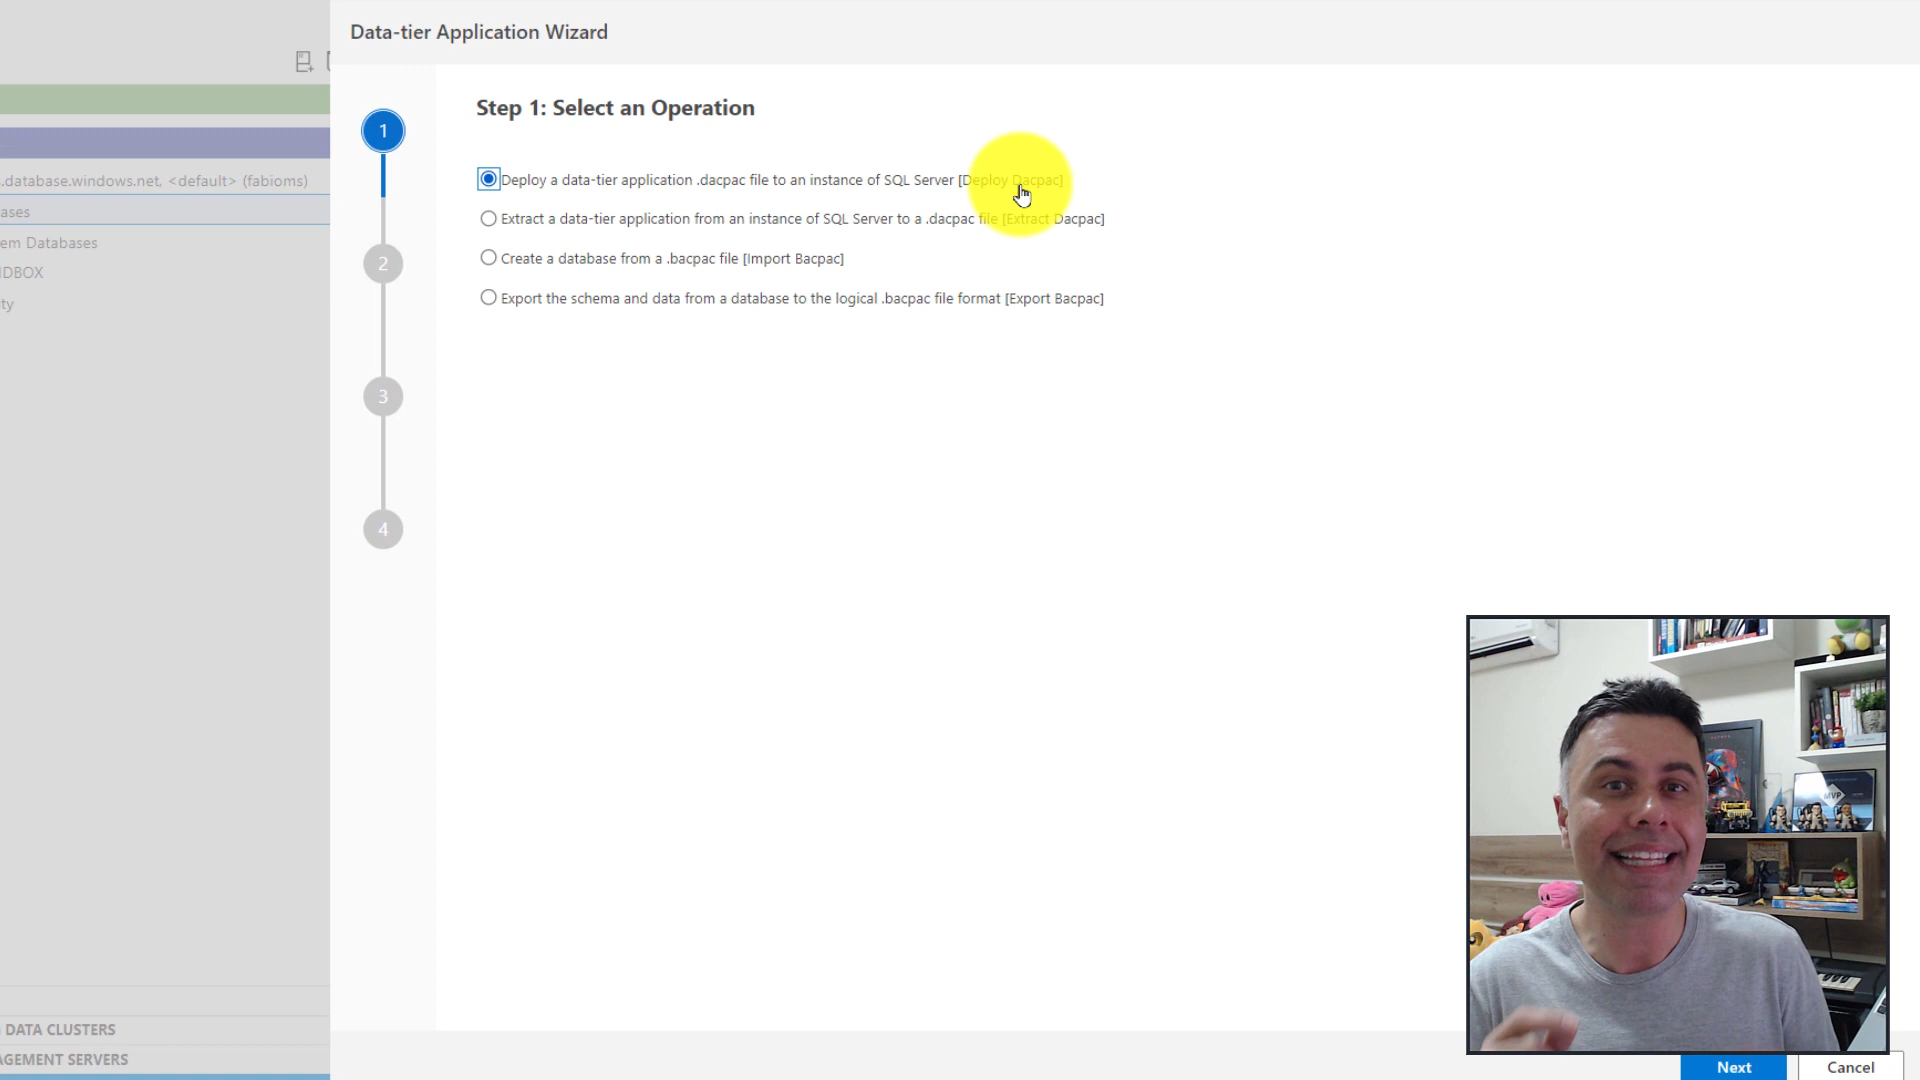 Data-tier Application Wizard
1
Step 1: Select an Operation
Deploy a data-tier application .dacpac file to an instance of SQL Server [Deploy Dacpac]
Extract a data-tier application from an instance of SQL Server to a .dacpac file [Extract Dacpac]
Create a database from a .bacpac file [Import Bacpac]
Export the schema and data from a database to the logical .bacpac file format [Export Bacpac]
2
3
4
.database.windows.net, <default> (fabioms)
ases
em Databases
DBOX
ty
DATA CLUSTERS
AGEMENT SERVERS
MVP
Next
Cancel